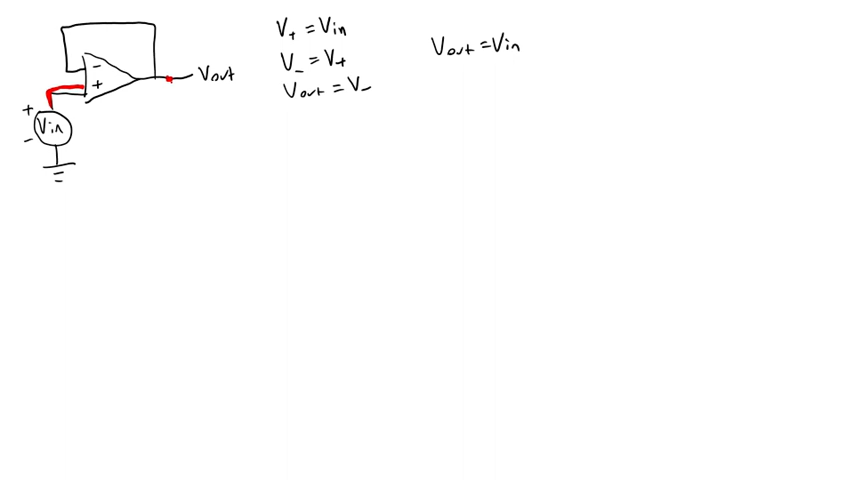 V₊ = Vin
V₋ = V₊
Vout = V₋
Vout = Vin
−
+
Vout
+
Vin
−